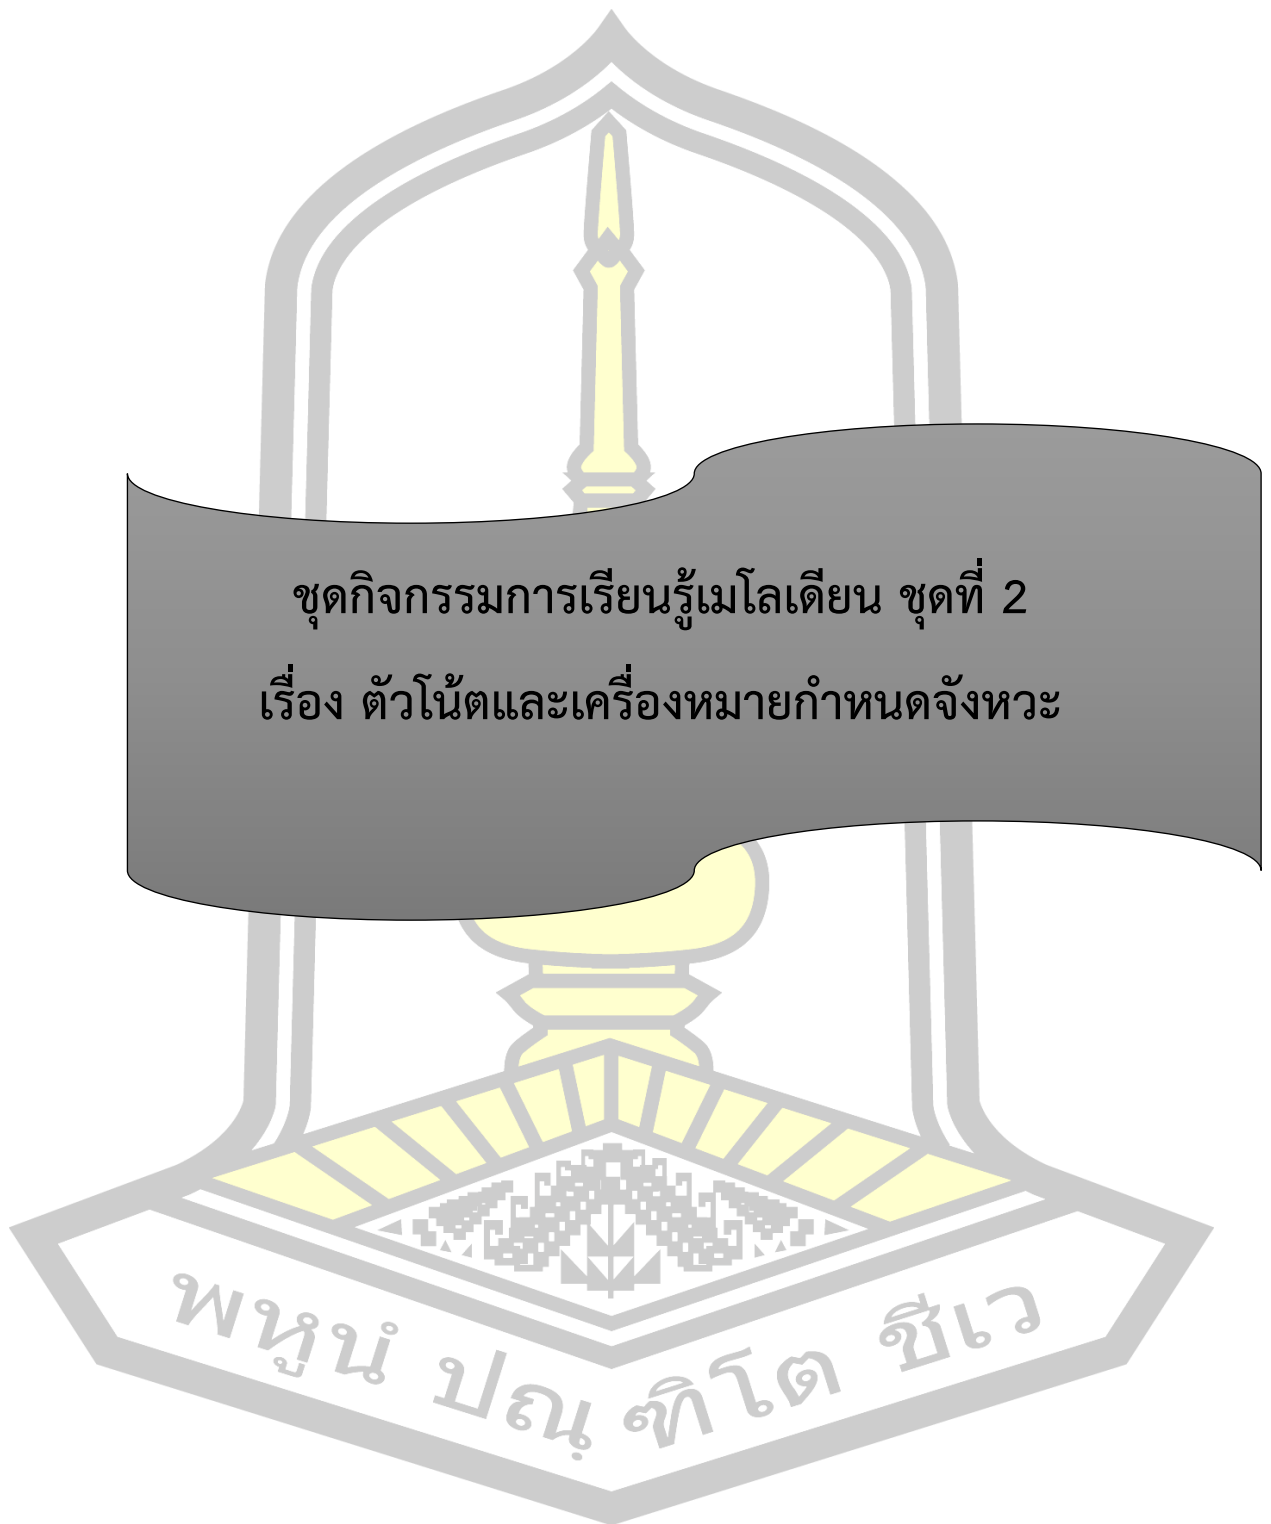 ชุดกิจกรรมการเรียนรู้เมโลเดียน ชุดที่ 2
เรื่อง ตัวโน้ตและเครื่องหมายกำหนดจังหวะ
พหูนํ ปณฺฑิโต ชีเว